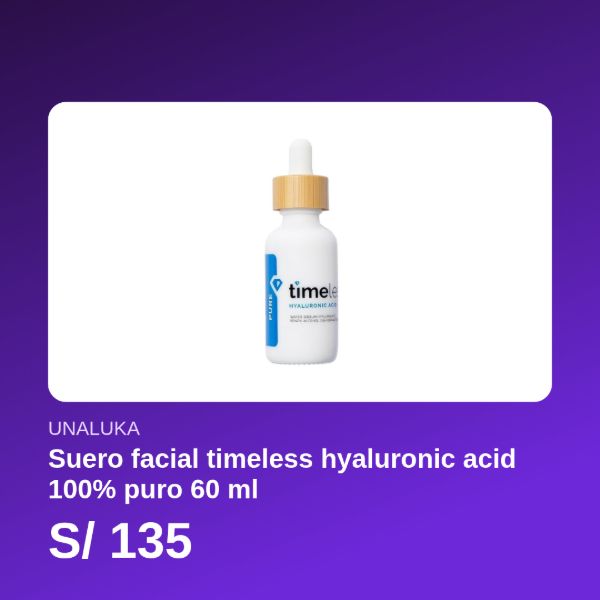 PURE
timele
HYALURONIC ACID
UNALUKA
Suero facial timeless hyaluronic acid
100% puro 60 ml
S/ 135